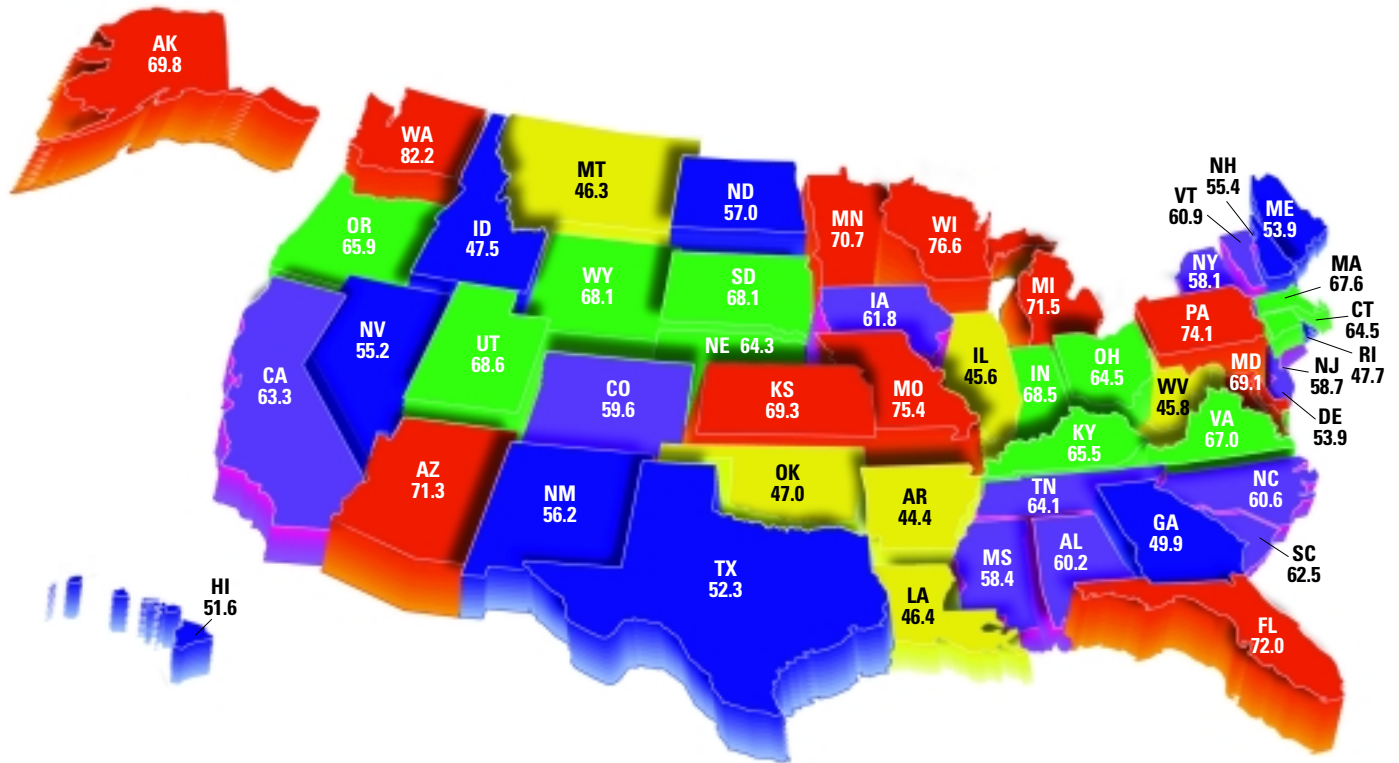 AK
69.8
WA
82.2
MT
46.3
ND
57.0
MN
70.7
WI
76.6
NH
55.4
VT
60.9
ME
53.9
OR
65.9
ID
47.5
WY
68.1
SD
68.1
IA
61.8
MI
71.5
NY
58.1
MA
67.6
CT
64.5
RI
47.7
NJ
58.7
DE
53.9
PA
74.1
MD
69.1
CA
63.3
NV
55.2
UT
68.6
NE 64.3
CO
59.6
KS
69.3
MO
75.4
IL
45.6
IN
68.5
OH
64.5
WV
45.8
VA
67.0
KY
65.5
AZ
71.3
NM
56.2
OK
47.0
AR
44.4
TN
64.1
NC
60.6
SC
62.5
GA
49.9
AL
60.2
MS
58.4
TX
52.3
LA
46.4
HI
51.6
FL
72.0